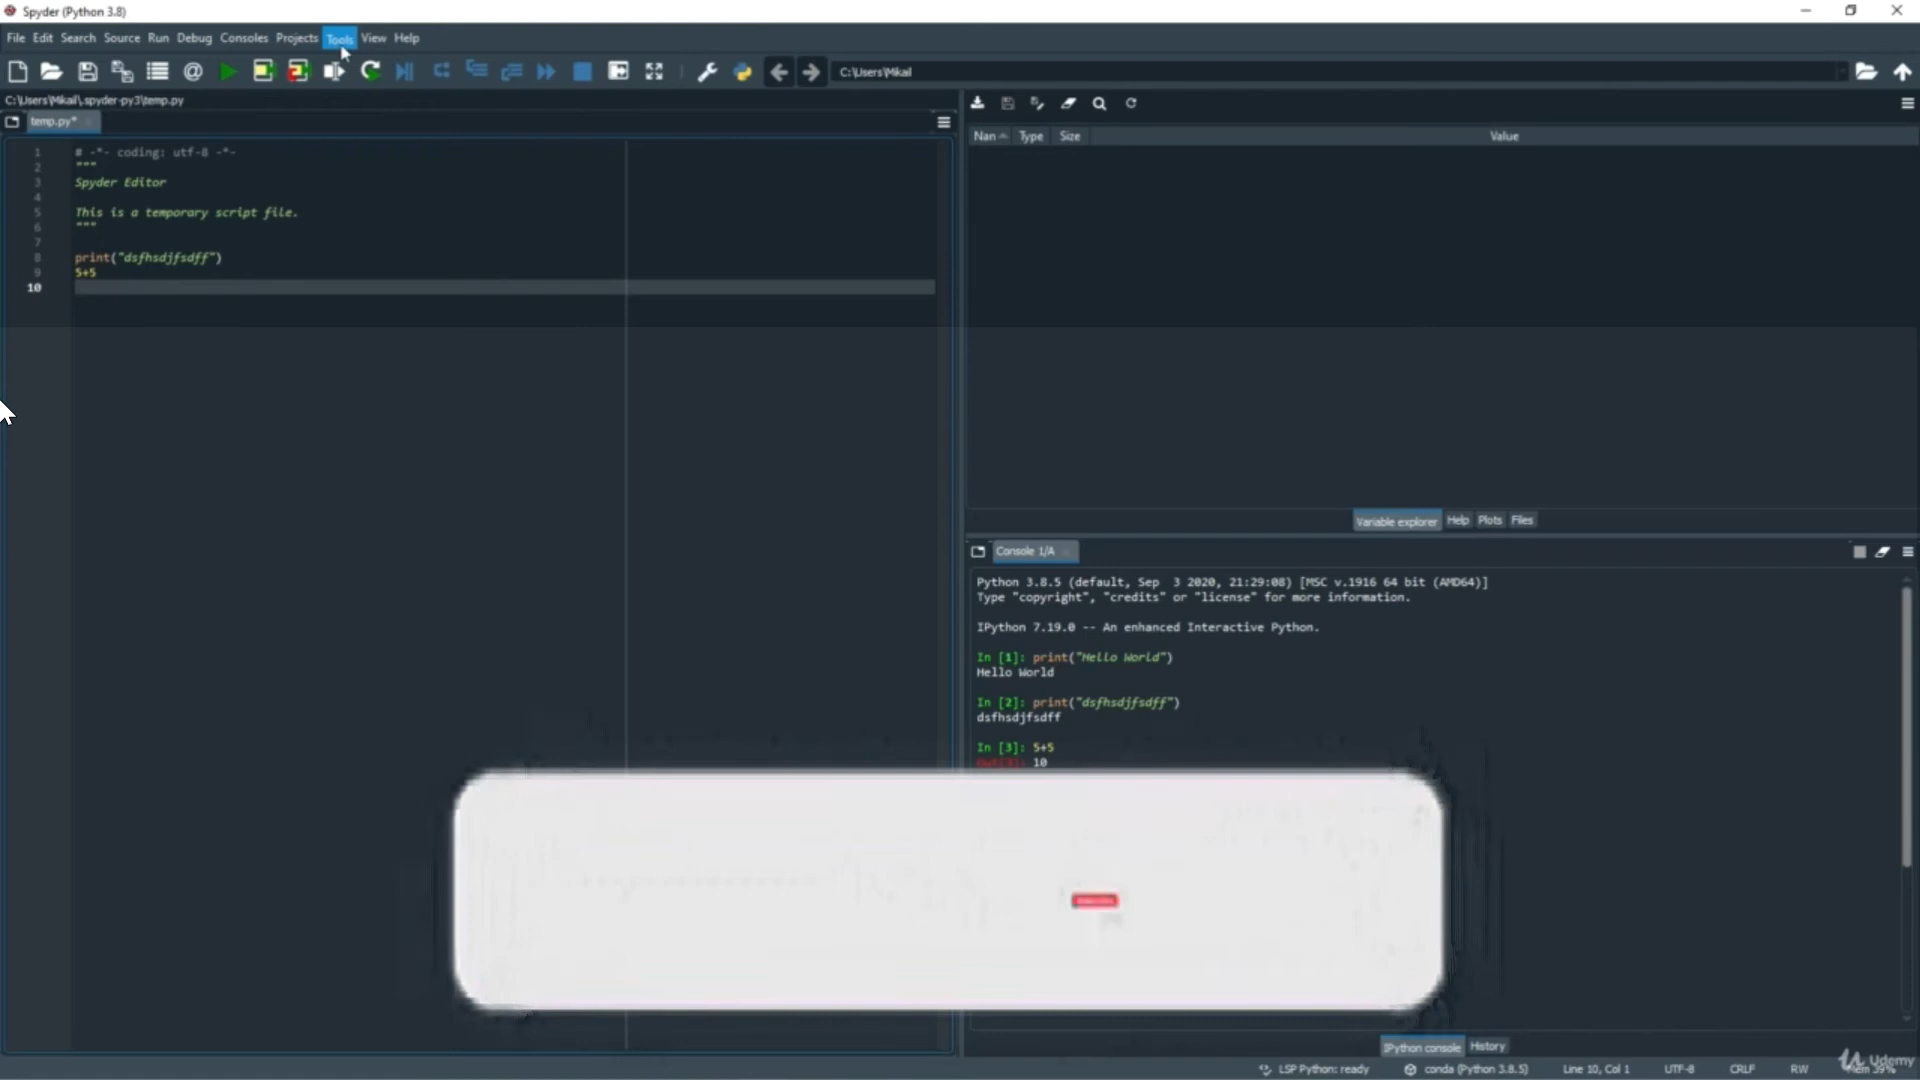 Spyder (Python 3.8)
File Edit Search Source Run Debug Consoles Projects Tools View Help
C:\Users\Mikail
C:\Users\Mikail\.spyder-py3\temp.py
temp.py*
1 # -*- coding: utf-8 -*-
2 """
3 Spyder Editor
4
5 This is a temporary script file.
6 """
7
8 print("dsfhsdjfsdff")
9 5+5
10
Nan Type Size Value
Variable explorer Help Plots Files
Console 1/A
Python 3.8.5 (default, Sep 3 2020, 21:29:08) [MSC v.1916 64 bit (AMD64)]
Type "copyright", "credits" or "license" for more information.
IPython 7.19.0 -- An enhanced Interactive Python.
In [1]: print("Hello World")
Hello World
In [2]: print("dsfhsdjfsdff")
dsfhsdjfsdff
In [3]: 5+5
Out[3]: 10
IPython console History
LSP Python: ready conda (Python 3.8.5) Line 10, Col 1 UTF-8 CRLF RW Mem 39%
Udemy